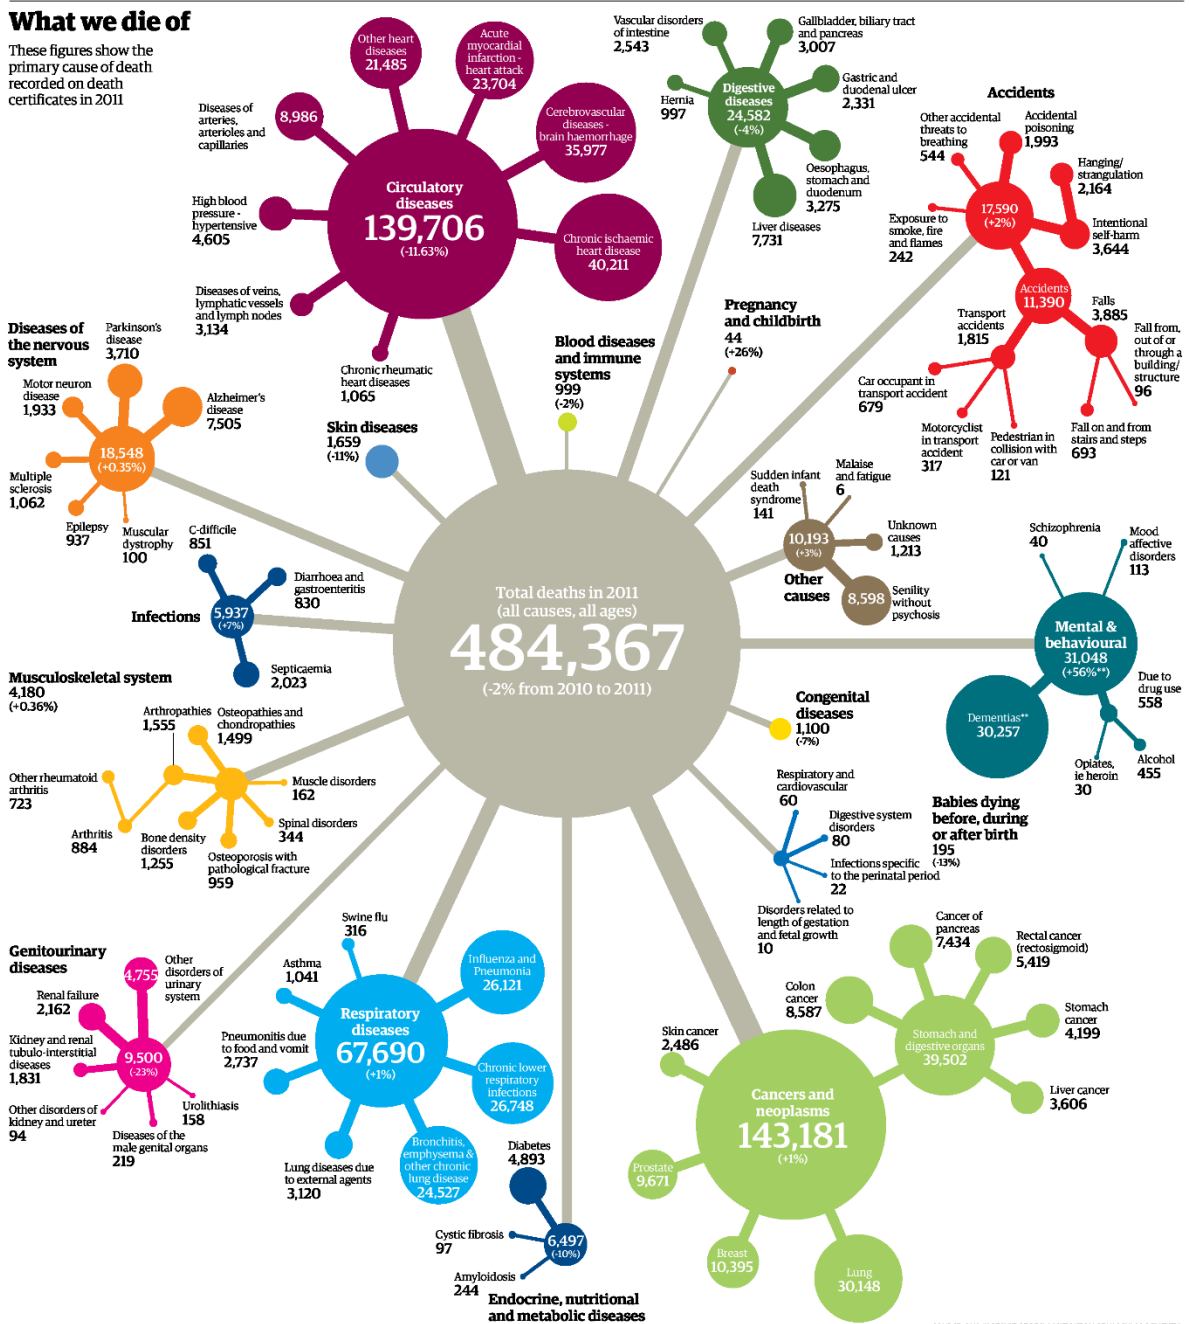 What we die of
These figures show the
primary cause of death
recorded on death
certificates in 2011
Other heart
diseases
21,485
Acute
myocardial
infarction -
heart attack
23,704
Diseases of
arteries,
arterioles and
capillaries
8,986
Cerebrovascular
diseases -
brain haemorrhage
35,977
Circulatory
diseases
139,706
(-11.63%)
High blood
pressure -
hypertensive
4,605
Chronic ischaemic
heart disease
40,211
Diseases of veins,
lymphatic vessels
and lymph nodes
3,134
Chronic rheumatic
heart diseases
1,065
Vascular disorders
of intestine
2,543
Gallbladder, biliary tract
and pancreas
3,007
Hernia
997
Digestive
diseases
24,582
(-4%)
Gastric and
duodenal ulcer
2,331
Oesophagus,
stomach and
duodenum
3,275
Liver diseases
7,731
Accidents
Other accidental
threats to
breathing
544
Accidental
poisoning
1,993
Hanging/
strangulation
2,164
17,590
(+2%)
Exposure to
smoke, fire
and flames
242
Intentional
self-harm
3,644
Accidents
11,390
Transport
accidents
1,815
Falls
3,885
Fall from,
out of or
through a
building/
structure
96
Car occupant in
transport accident
679
Motorcyclist
in transport
accident
317
Pedestrian in
collision with
car or van
121
Fall on and from
stairs and steps
693
Pregnancy
and childbirth
44
(+26%)
Blood diseases
and immune
systems
999
(-2%)
Skin diseases
1,659
(-11%)
Diseases of
the nervous
system
Parkinson's
disease
3,710
Motor neuron
disease
1,933
Alzheimer's
disease
7,505
18,548
(+0.35%)
Multiple
sclerosis
1,062
Epilepsy
937
Muscular
dystrophy
100
C-difficile
851
Diarrhoea and
gastroenteritis
830
Infections
5,937
(+7%)
Septicaemia
2,023
Total deaths in 2011
(all causes, all ages)
484,367
(-2% from 2010 to 2011)
Sudden infant
death
syndrome
141
Malaise
and fatigue
6
10,193
(+3%)
Unknown
causes
1,213
Other
causes
8,598
Senility
without
psychosis
Schizophrenia
40
Mood
affective
disorders
113
Mental &
behavioural
31,048
(+56%**)
Dementias**
30,257
Due to
drug use
558
Opiates,
ie heroin
30
Alcohol
455
Congenital
diseases
1,100
(-7%)
Respiratory and
cardiovascular
60
Digestive system
disorders
80
Infections specific
to the perinatal period
22
Disorders related to
length of gestation
and fetal growth
10
Babies dying
before, during
or after birth
195
(-13%)
Musculoskeletal system
4,180
(+0.36%)
Arthropathies
1,555
Osteopathies and
chondropathies
1,499
Other rheumatoid
arthritis
723
Muscle disorders
162
Arthritis
884
Bone density
disorders
1,255
Spinal disorders
344
Osteoporosis with
pathological fracture
959
Genitourinary
diseases
4,755
Other
disorders of
urinary
system
Renal failure
2,162
Kidney and renal
tubulo-interstitial
diseases
1,831
9,500
(-23%)
Other disorders of
kidney and ureter
94
Urolithiasis
158
Diseases of the
male genital organs
219
Swine flu
316
Asthma
1,041
Influenza and
Pneumonia
26,121
Respiratory
diseases
67,690
(+1%)
Pneumonitis due
to food and vomit
2,737
Chronic lower
respiratory
infections
26,748
Lung diseases due
to external agents
3,120
Bronchitis,
emphysema &
other chronic
lung disease
24,527
Diabetes
4,893
Cystic fibrosis
97
6,497
(-10%)
Amyloidosis
244
Endocrine, nutritional
and metabolic diseases
Cancer of
pancreas
7,434
Rectal cancer
(rectosigmoid)
5,419
Colon
cancer
8,587
Stomach
cancer
4,199
Stomach and
digestive organs
39,502
Liver cancer
3,606
Skin cancer
2,486
Cancers and
neoplasms
143,181
(+1%)
Prostate
9,671
Breast
10,395
Lung
30,148